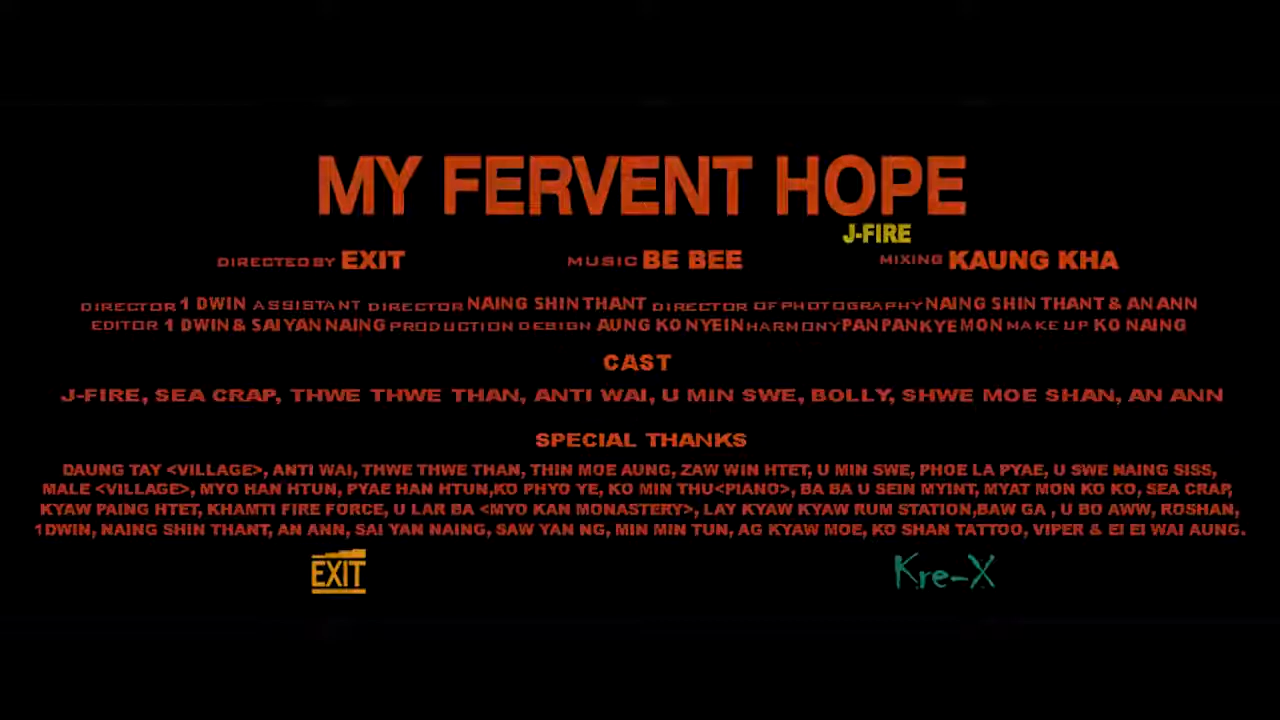 MY FERVENT HOPE
J-FIRE
DIRECTED BY EXIT MUSIC BE BEE MIXING KAUNG KHA
DIRECTOR 1 DWIN ASSISTANT DIRECTOR NAING SHIN THANT DIRECTOR OF PHOTOGRAPHY NAING SHIN THANT & AN ANN
EDITOR 1 DWIN & SAI YAN NAING PRODUCTION DESIGN AUNG KO NYEIN HARMONY PAN PAN KYE MON MAKE UP KO NAING
CAST
J-FIRE, SEA CRAP, THWE THWE THAN, ANTI WAI, U MIN SWE, BOLLY, SHWE MOE SHAN, AN ANN
SPECIAL THANKS
DAUNG TAY <VILLAGE>, ANTI WAI, THWE THWE THAN, THIN MOE AUNG, ZAW WIN HTET, U MIN SWE, PHOE LA PYAE, U SWE NAING SISS,
MALE <VILLAGE>, MYO HAN HTUN, PYAE HAN HTUN,KO PHYO YE, KO MIN THU<PIANO>, BA BA U SEIN MYINT, MYAT MON KO KO, SEA CRAP,
KYAW PAING HTET, KHAMTI FIRE FORCE, U LAR BA <MYO KAN MONASTERY>, LAY KYAW KYAW RUM STATION,BAW GA , U BO AWW, ROSHAN,
1DWIN, NAING SHIN THANT, AN ANN, SAI YAN NAING, SAW YAN NG, MIN MIN TUN, AG KYAW MOE, KO SHAN TATTOO, VIPER & EI EI WAI AUNG.
EXIT Kre-X